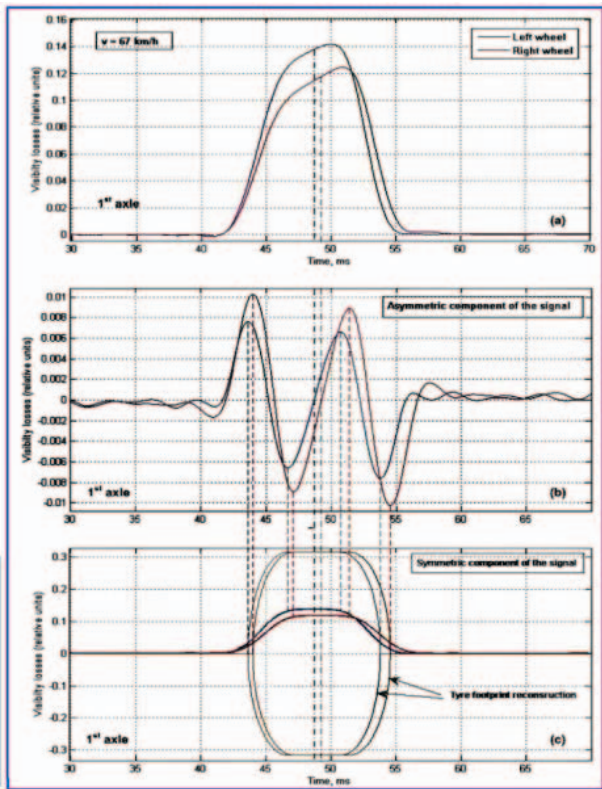 v = 67 km/h
Left wheel
Right wheel
Visibity losses (relative units)
0.16
0.14
0.12
0.1
0.08
0.06
0.04
0.02
0
1st axle
(a)
30 35 40 45 50 55 60 65 70
Time, ms
Asymmetric component of the signal
Visibity losses (relative units)
0.01
0.008
0.006
0.004
0.002
0
-0.002
-0.004
-0.006
-0.008
-0.01
1st axle
(b)
30 35 40 45 50 55 60 65 70
Symmetric component of the signal
Visibity losses (relative units)
0.3
0.2
0.1
0
-0.1
-0.2
-0.3
Tyre footprint reconsruction
1st axle
(c)
30 35 40 45 50 55 60 65 70
Time, ms